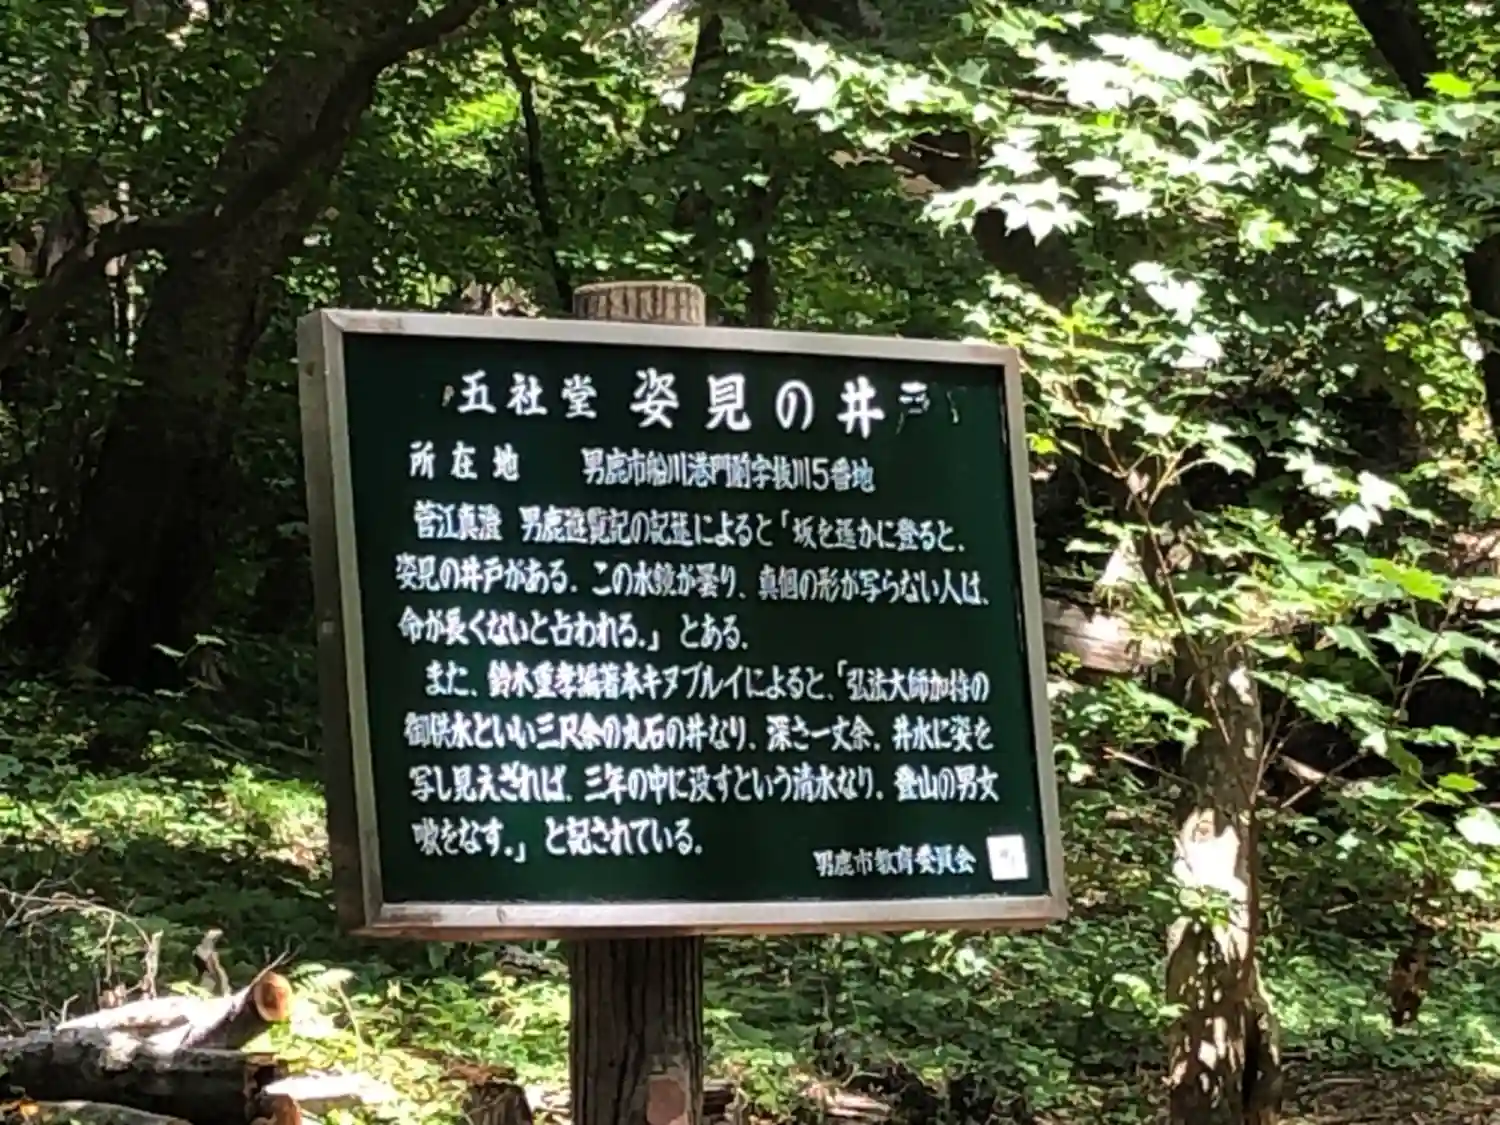 五社堂 姿見の井戸
所在地 男鹿市船川港門前字枝川5番地
菅江真澄 男鹿遊覧記の記述によると「坂を遥かに登ると、
姿見の井戸がある。この水鏡が曇り、真個の形が写らない人は、
命が長くないと占われる。」とある。
また、鈴木重孝編著本キヌブルイによると、「弘法大師加持の
御供水といい三尺余の丸石の井なり、深さ一丈余。井水に姿を
写し見えざれば、三年の中に没すという清水なり。登山の男女
嗽をなす。」と記されている。
男鹿市教育委員会